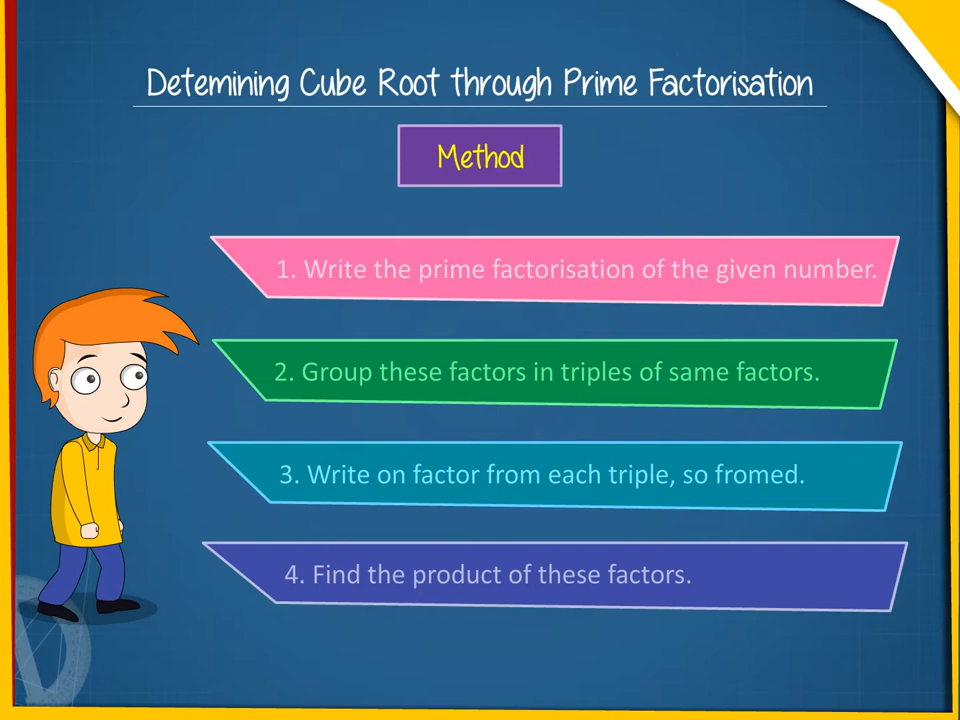 Detemining Cube Root through Prime Factorisation
Method
1. Write the prime factorisation of the given number.
2. Group these factors in triples of same factors.
3. Write on factor from each triple, so fromed.
4. Find the product of these factors.